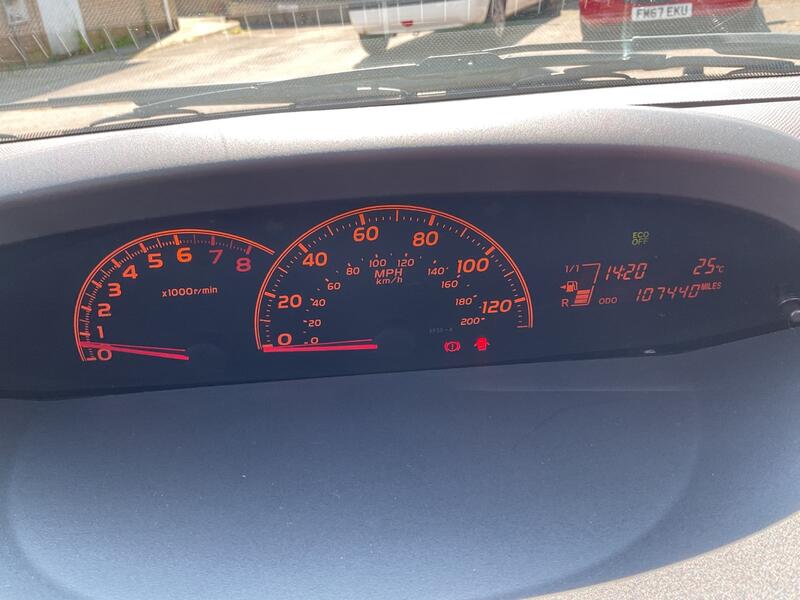 FW67 EKU
0 1 2 3 4 5 6 7 8
x1000r/min
0 20 40 60 80 100 120
0 20 40 60 80 100 120 140 160 180 200
MPH
km/h
ECO
OFF
1/1 14:20 25°C
R ODO 107440 MILES